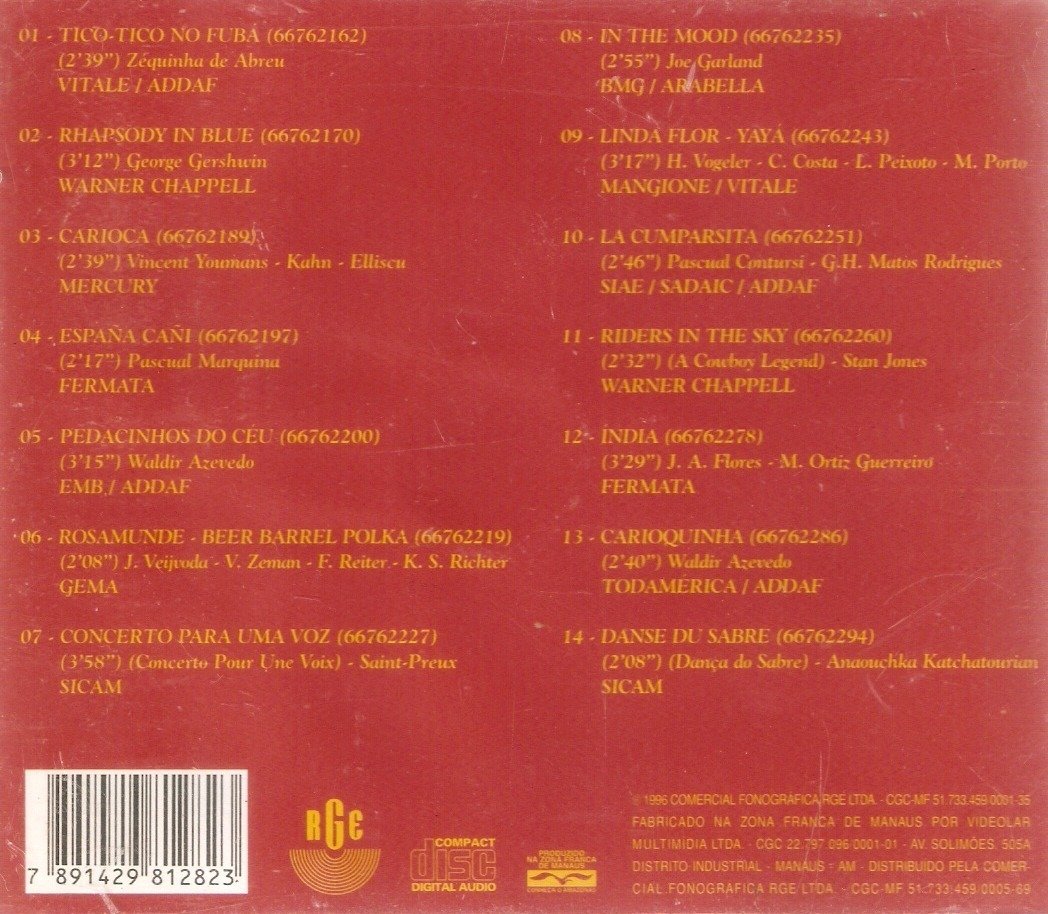 01 - TICO-TICO NO FUBÁ (66762162)
(2'39") Zéquinha de Abreu
VITALE / ADDAF
02 - RHAPSODY IN BLUE (66762170)
(3'12") George Gershwin
WARNER CHAPPELL
03 - CARIOCA (66762189)
(2'39") Vincent Youmans - Kahn - Elliscu
MERCURY
04 - ESPAÑA CAÑI (66762197)
(2'17") Pascual Marquina
FERMATA
05 - PEDACINHOS DO CÉU (66762200)
(3'15") Waldir Azevedo
EMB / ADDAF
06 - ROSAMUNDE - BEER BARREL POLKA (66762219)
(2'08") J. Veijvoda - V. Zeman - F. Reiter - K. S. Richter
GEMA
07 - CONCERTO PARA UMA VOZ (66762227)
(3'58") (Concerto Pour Une Voix) - Saint-Preux
SICAM
08 - IN THE MOOD (66762235)
(2'55") Joe Garland
BMG / ARABELLA
09 - LINDA FLOR - YAYÁ (66762243)
(3'17") H. Vogeler - C. Costa - L. Peixoto - M. Porto
MANGIONE / VITALE
10 - LA CUMPARSITA (66762251)
(2'46") Pascual Contursi - G.H. Matos Rodrigues
SIAE / SADAIC / ADDAF
11 - RIDERS IN THE SKY (66762260)
(2'32") (A Cowboy Legend) - Stan Jones
WARNER CHAPPELL
12 - ÍNDIA (66762278)
(3'29") J. A. Flores - M. Ortiz Guerreiro
FERMATA
13 - CARIOQUINHA (66762286)
(2'40") Waldir Azevedo
TODAMÉRICA / ADDAF
14 - DANSE DU SABRE (66762294)
(2'08") (Dança do Sabre) - Anaouchka Katchatourian
SICAM
7 891429 812823
RGE
COMPACT
disc
DIGITAL AUDIO
PRODUZIDO
NA ZONA FRANCA
DE MANAUS
CONHEÇA O AMAZONAS
℗ 1996 COMERCIAL FONOGRÁFICA RGE LTDA. - CGC-MF 51.733.459.0001-35
FABRICADO NA ZONA FRANCA DE MANAUS POR VIDEOLAR
MULTIMÍDIA LTDA. - CGC 22.797.096 0001-01 - AV. SOLIMÕES, 505A
DISTRITO INDUSTRIAL - MANAUS - AM - DISTRIBUÍDO PELA COMER-
CIAL FONOGRÁFICA RGE LTDA. - CGC-MF 51.733.459.0005-69